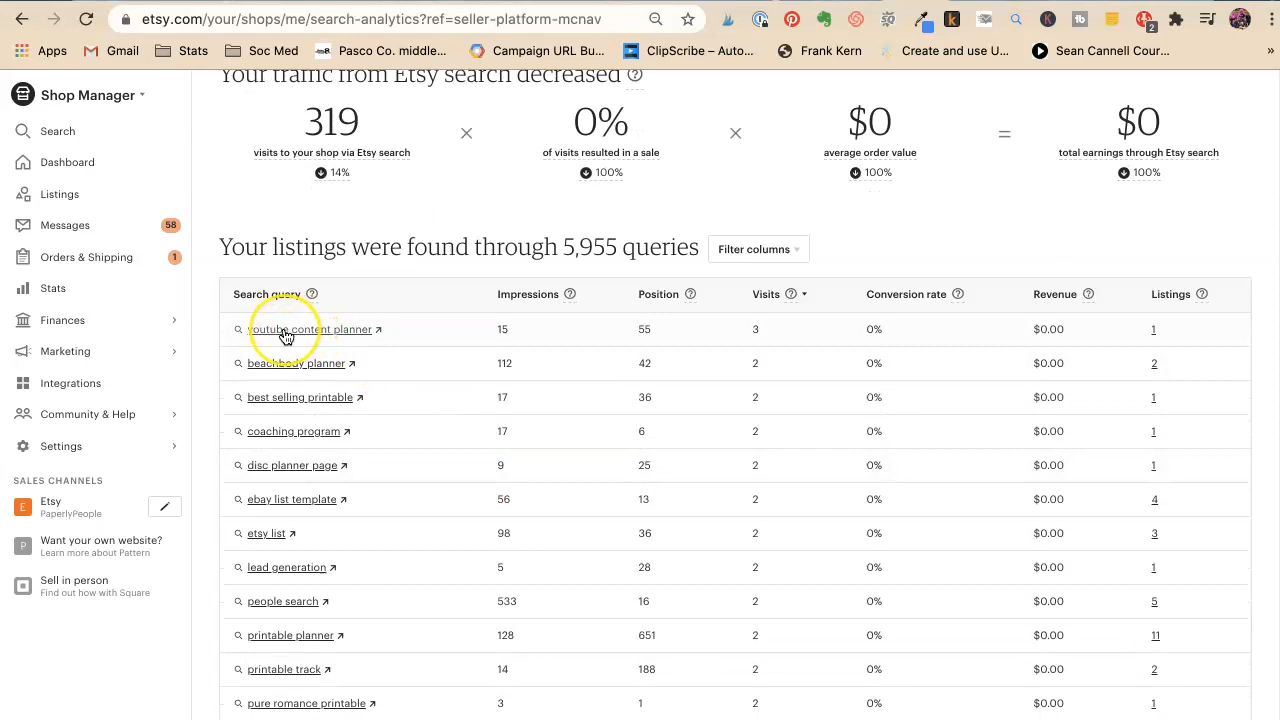 etsy.com/your/shops/me/search-analytics?ref=seller-platform-mcnav
2
Apps Gmail Stats Soc Med Pasco Co. middle... Campaign URL Bu... ClipScribe – Auto... Frank Kern Create and use U... Sean Cannell Cour... »
Shop Manager
Search
Dashboard
Listings
Messages 58
Orders & Shipping 1
Stats
Finances
Marketing
Integrations
Community & Help
Settings
SALES CHANNELS
E Etsy
PaperlyPeople
P Want your own website?
Learn more about Pattern
Sell in person
Find out how with Square
Your traffic from Etsy search decreased ?
319 × 0% × $0 = $0
visits to your shop via Etsy search of visits resulted in a sale average order value total earnings through Etsy search
14% 100% 100% 100%
Your listings were found through 5,955 queries Filter columns
Search query ? Impressions ? Position ? Visits ? Conversion rate ? Revenue ? Listings ?
youtube content planner 15 55 3 0% $0.00 1
beachbody planner 112 42 2 0% $0.00 2
best selling printable 17 36 2 0% $0.00 1
coaching program 17 6 2 0% $0.00 1
disc planner page 9 25 2 0% $0.00 1
ebay list template 56 13 2 0% $0.00 4
etsy list 98 36 2 0% $0.00 3
lead generation 5 28 2 0% $0.00 1
people search 533 16 2 0% $0.00 5
printable planner 128 651 2 0% $0.00 11
printable track 14 188 2 0% $0.00 2
pure romance printable 3 1 2 0% $0.00 1